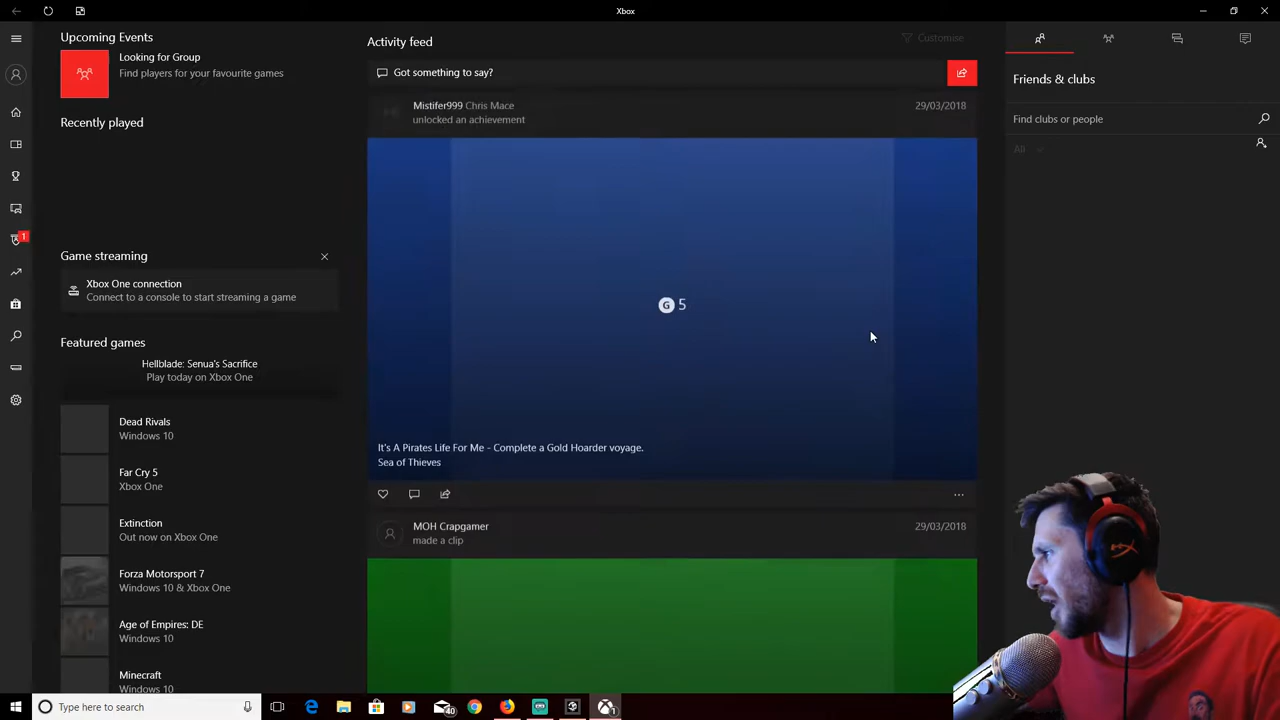 Xbox
Upcoming Events
Looking for Group
Find players for your favourite games
Recently played
Game streaming
Xbox One connection
Connect to a console to start streaming a game
Featured games
Hellblade: Senua's Sacrifice
Play today on Xbox One
Dead Rivals
Windows 10
Far Cry 5
Xbox One
Extinction
Out now on Xbox One
Forza Motorsport 7
Windows 10 & Xbox One
Age of Empires: DE
Windows 10
Minecraft
Windows 10
1
Activity feed
Customise
Got something to say?
Mistifer999 Chris Mace
29/03/2018
unlocked an achievement
G 5
It's A Pirates Life For Me - Complete a Gold Hoarder voyage.
Sea of Thieves
MOH Crapgamer
29/03/2018
made a clip
Friends & clubs
Find clubs or people
All
Type here to search
40
1